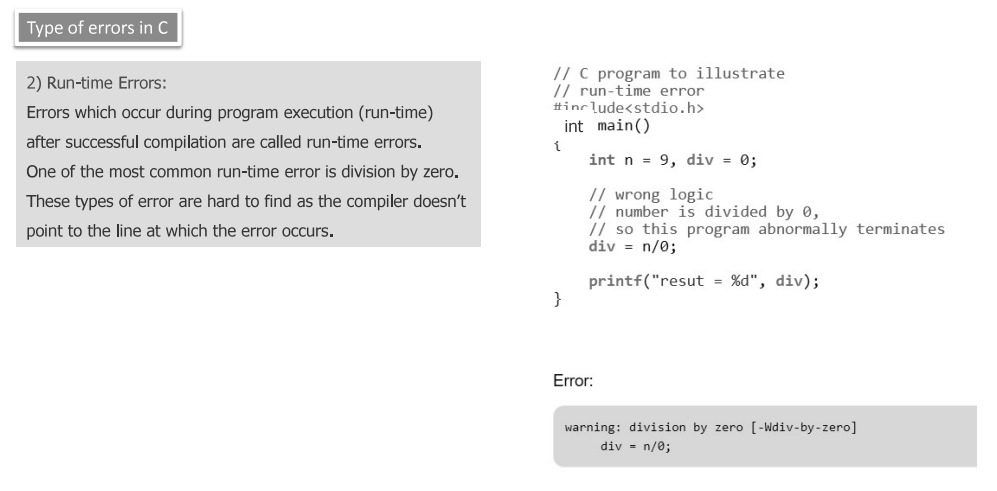 Type of errors in C
2) Run-time Errors:
Errors which occur during program execution (run-time)
after successful compilation are called run-time errors.
One of the most common run-time error is division by zero.
These types of error are hard to find as the compiler doesn't
point to the line at which the error occurs.
// C program to illustrate
// run-time error
#include<stdio.h>
int main()
{
    int n = 9, div = 0;
    // wrong logic
    // number is divided by 0,
    // so this program abnormally terminates
    div = n/0;
    printf("resut = %d", div);
}
Error:
warning: division by zero [-Wdiv-by-zero]
     div = n/0;